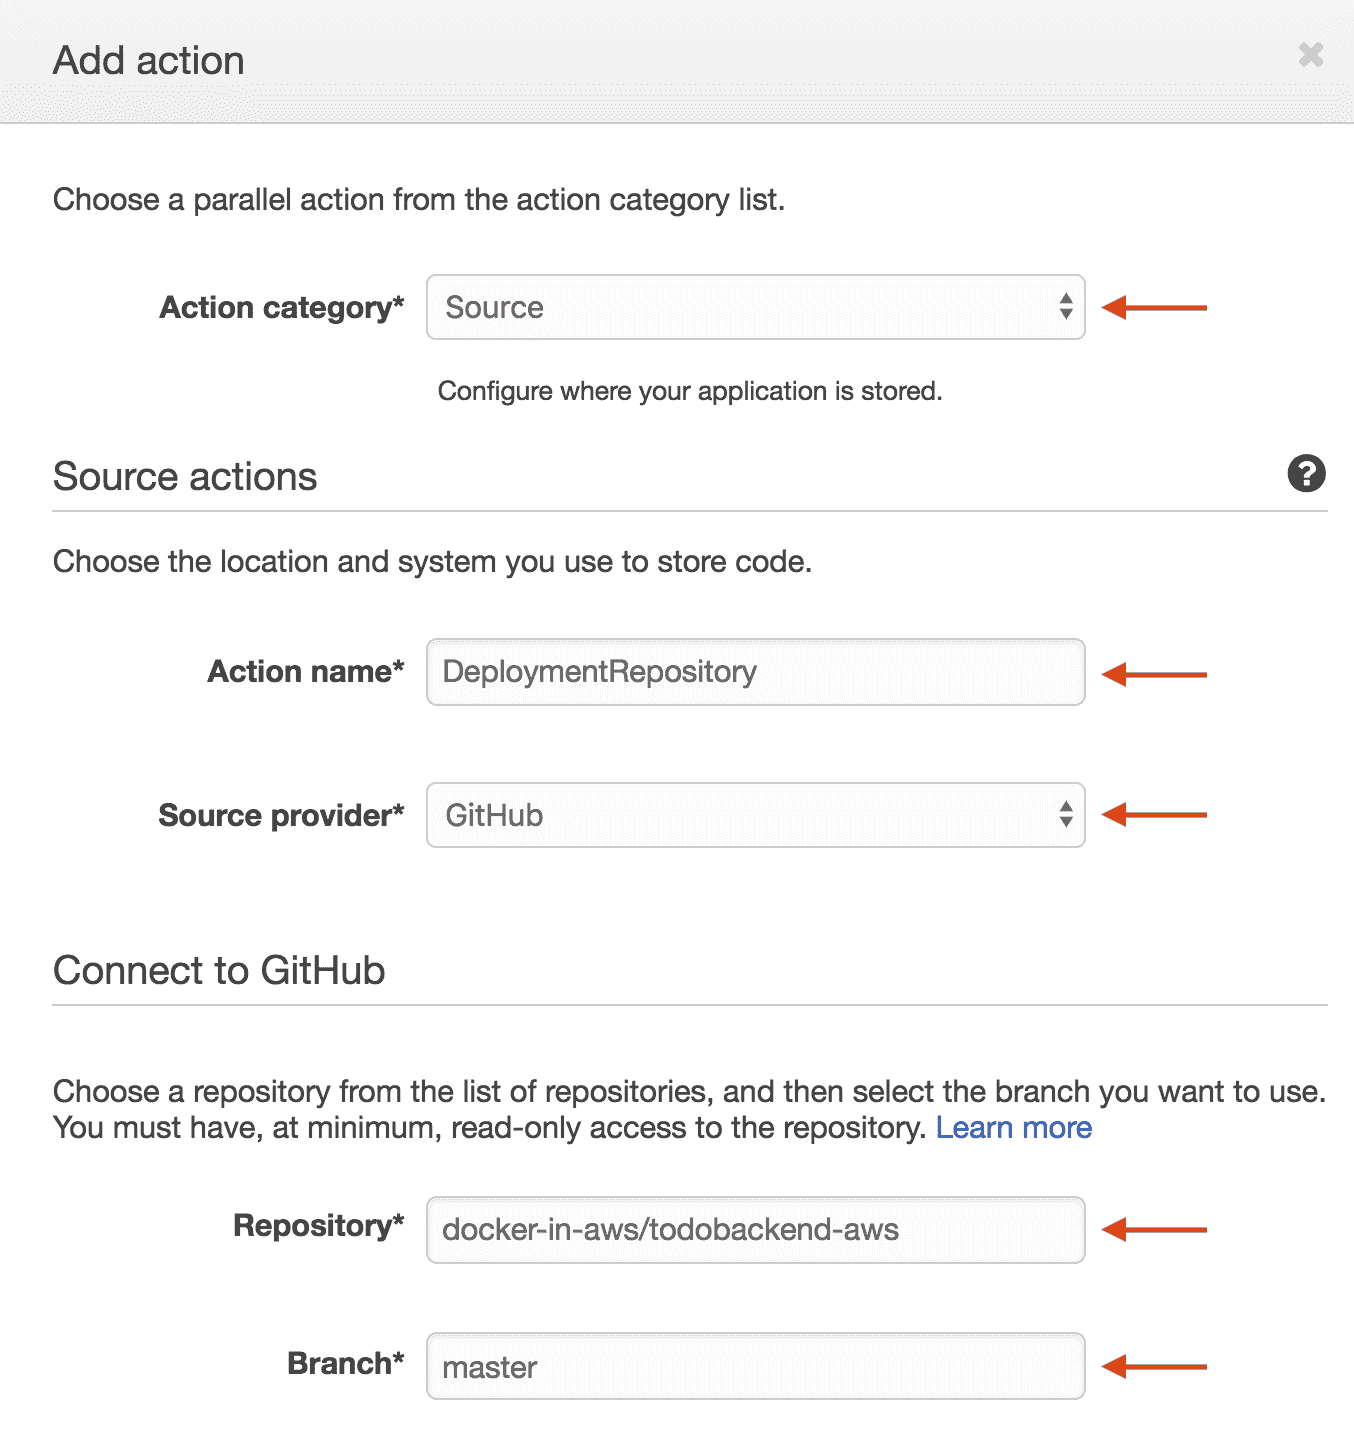 Add action
Choose a parallel action from the action category list.
Action category* Source
Configure where your application is stored.
Source actions ?
Choose the location and system you use to store code.
Action name* DeploymentRepository
Source provider* GitHub
Connect to GitHub
Choose a repository from the list of repositories, and then select the branch you want to use.
You must have, at minimum, read-only access to the repository. Learn more
Repository* docker-in-aws/todobackend-aws
Branch* master